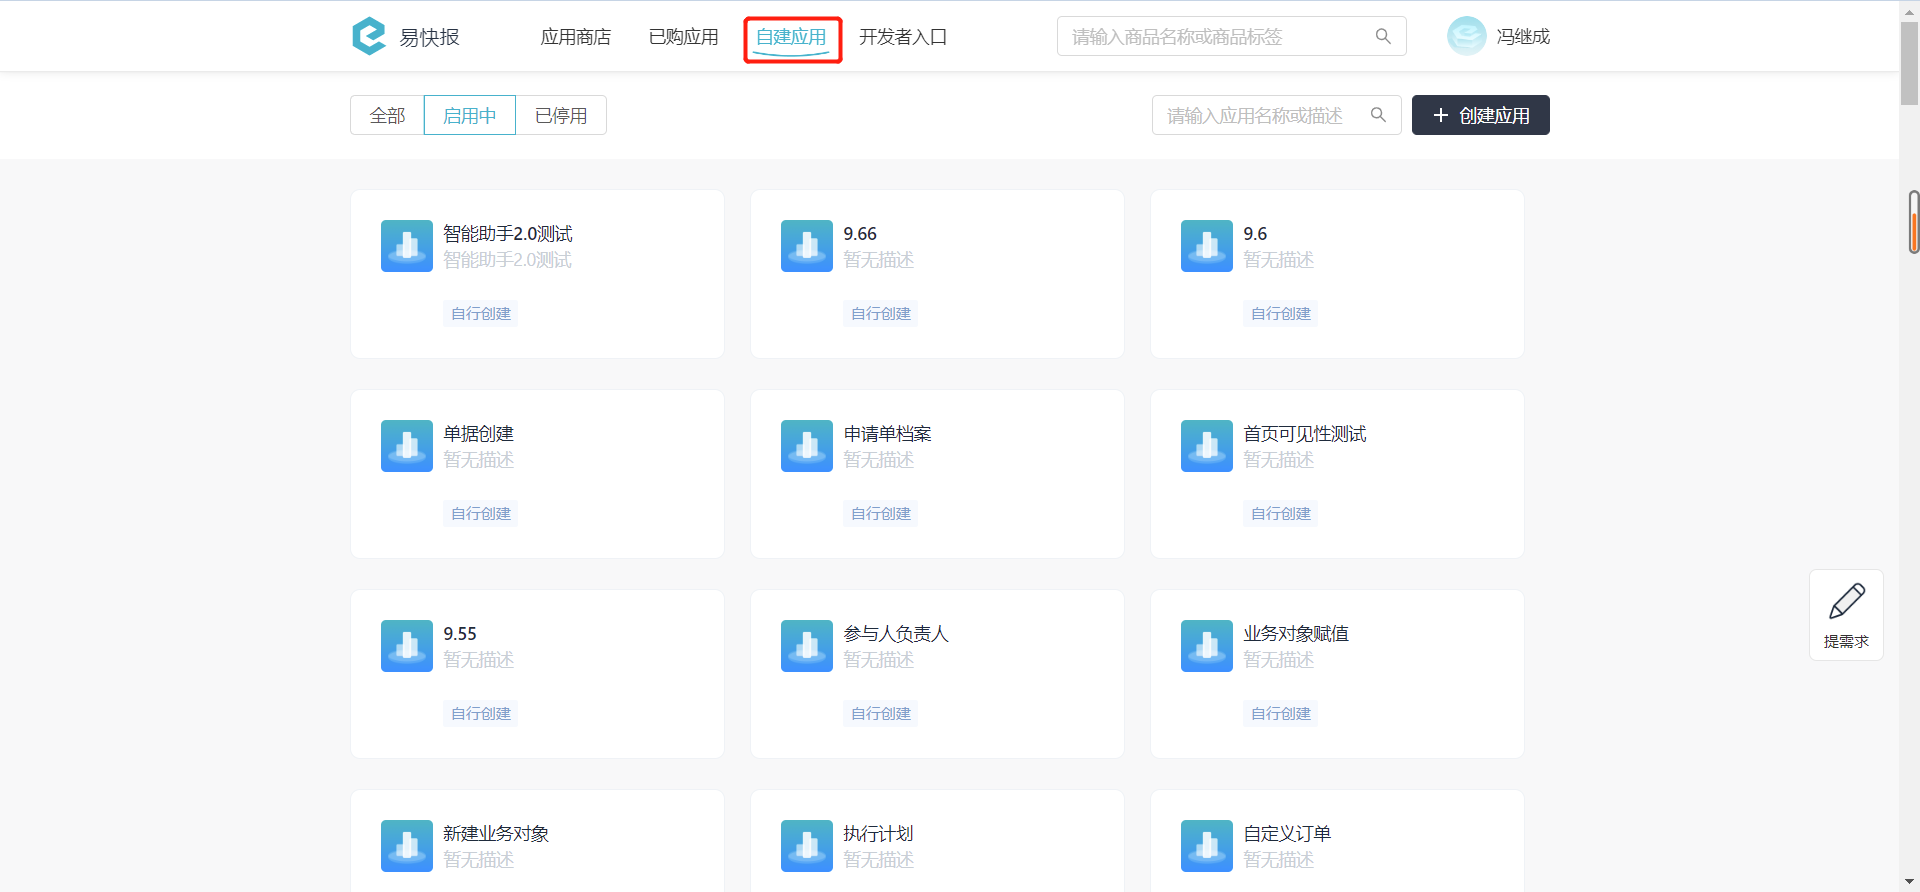 易快报
应用商店
已购应用
自建应用
开发者入口
请输入商品名称或商品标签
冯继成
全部
启用中
已停用
请输入应用名称或描述
+ 创建应用
智能助手2.0测试
智能助手2.0测试
自行创建
9.66
暂无描述
自行创建
9.6
暂无描述
自行创建
单据创建
暂无描述
自行创建
申请单档案
暂无描述
自行创建
首页可见性测试
暂无描述
自行创建
9.55
暂无描述
自行创建
参与人负责人
暂无描述
自行创建
业务对象赋值
暂无描述
自行创建
提需求
新建业务对象
暂无描述
执行计划
暂无描述
自定义订单
暂无描述